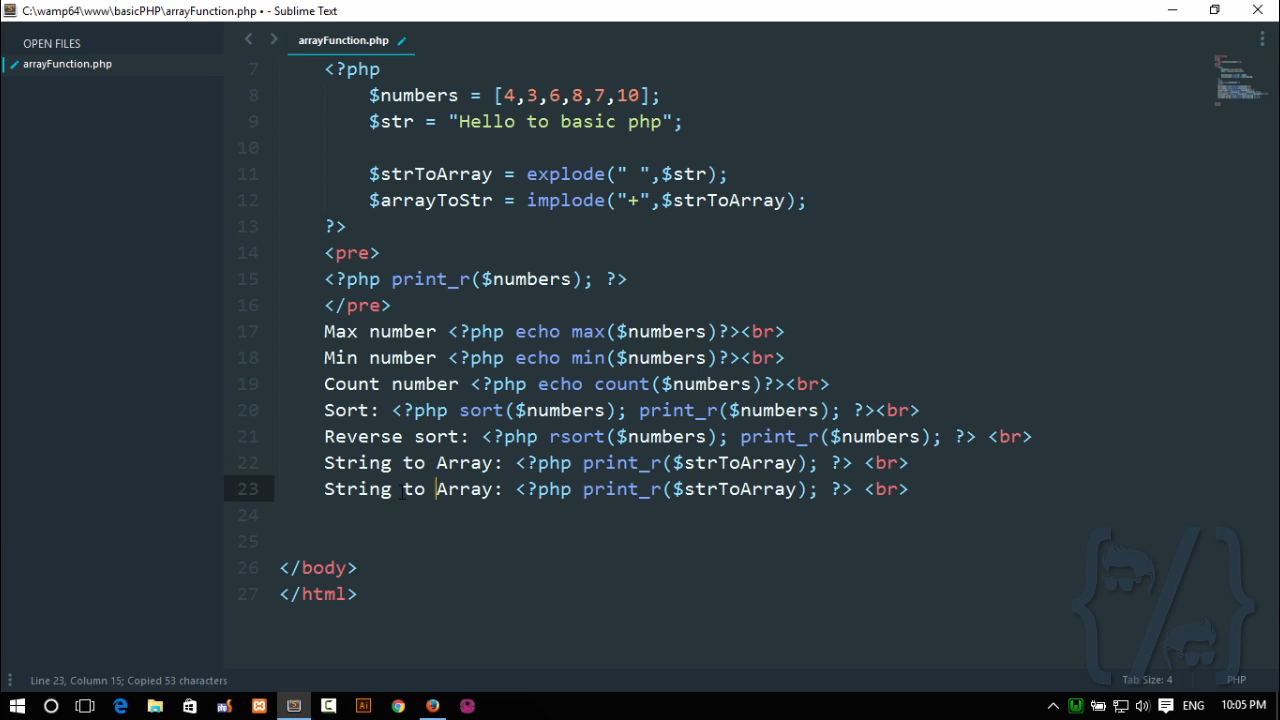 C:\wamp64\www\basicPHP\arrayFunction.php • - Sublime Text
OPEN FILES
arrayFunction.php
arrayFunction.php
7 <?php
8 $numbers = [4,3,6,8,7,10];
9 $str = "Hello to basic php";
10
11 $strToArray = explode(" ",$str);
12 $arrayToStr = implode("+",$strToArray);
13 ?>
14 <pre>
15 <?php print_r($numbers); ?>
16 </pre>
17 Max number <?php echo max($numbers)?><br>
18 Min number <?php echo min($numbers)?><br>
19 Count number <?php echo count($numbers)?><br>
20 Sort: <?php sort($numbers); print_r($numbers); ?><br>
21 Reverse sort: <?php rsort($numbers); print_r($numbers); ?> <br>
22 String to Array: <?php print_r($strToArray); ?> <br>
23 String to Array: <?php print_r($strToArray); ?> <br>
24
25
26 </body>
27 </html>
Line 23, Column 15; Copied 53 characters
Tab Size: 4
PHP
ENG
10:05 PM